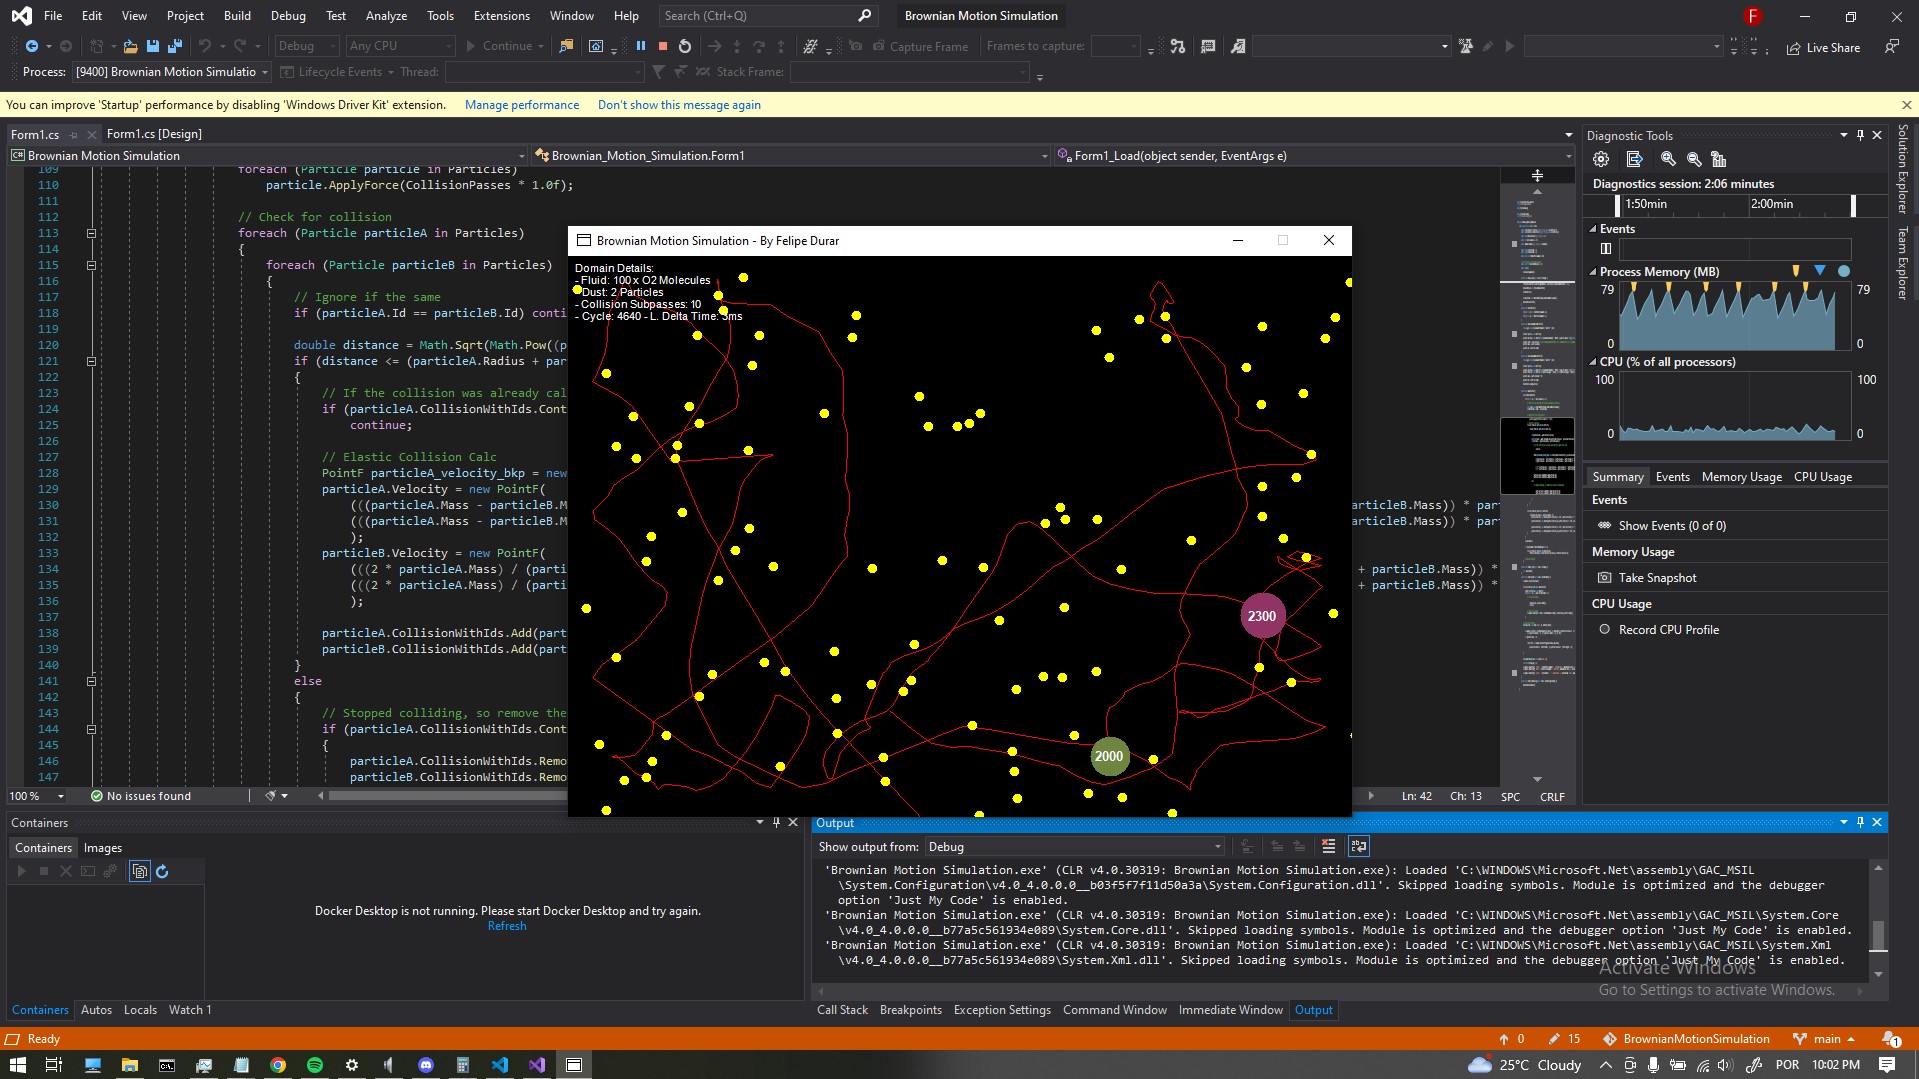 File Edit View Project Build Debug Test Analyze Tools Extensions Window Help Search (Ctrl+Q) Brownian Motion Simulation F
Debug Any CPU Continue Capture Frame Frames to capture: Live Share
Process: [9400] Brownian Motion Simulatio Lifecycle Events Thread: Stack Frame:
You can improve 'Startup' performance by disabling 'Windows Driver Kit' extension. Manage performance Don't show this message again
Form1.cs Form1.cs [Design]
C# Brownian Motion Simulation Brownian_Motion_Simulation.Form1 Form1_Load(object sender, EventArgs e)
109 foreach (Particle particle in Particles)
110 particle.ApplyForce(CollisionPasses * 1.0f);
111
112 // Check for collision
113 foreach (Particle particleA in Particles)
114 {
115 foreach (Particle particleB in Particles)
116 {
117 // Ignore if the same
118 if (particleA.Id == particleB.Id) conti
119
120 double distance = Math.Sqrt(Math.Pow((p
121 if (distance <= (particleA.Radius + par
122 {
123 // If the collision was already cal
124 if (particleA.CollisionWithIds.Cont
125 continue;
126
127 // Elastic Collision Calc
128 PointF particleA_velocity_bkp = new
129 particleA.Velocity = new PointF(
130 (((particleA.Mass - particleB.M articleB.Mass)) * par
131 (((particleA.Mass - particleB.M articleB.Mass)) * par
132 );
133 particleB.Velocity = new PointF(
134 (((2 * particleA.Mass) / (parti + particleB.Mass)) *
135 (((2 * particleA.Mass) / (parti + particleB.Mass)) *
136 );
137
138 particleA.CollisionWithIds.Add(part
139 particleB.CollisionWithIds.Add(part
140 }
141 else
142 {
143 // Stopped colliding, so remove the
144 if (particleA.CollisionWithIds.Cont
145 {
146 particleA.CollisionWithIds.Remo
147 particleB.CollisionWithIds.Remo
100 % No issues found Ln: 42 Ch: 13 SPC CRLF
Brownian Motion Simulation - By Felipe Durar
Domain Details:
- Fluid: 100 x O2 Molecules
- Dust: 2 Particles
- Collision Subpasses: 10
- Cycle: 4640 - L. Delta Time: 3ms
2300
2000
Diagnostic Tools
Diagnostics session: 2:06 minutes
1:50min 2:00min
Events
Process Memory (MB)
79 79
0 0
CPU (% of all processors)
100 100
0 0
Summary Events Memory Usage CPU Usage
Events
Show Events (0 of 0)
Memory Usage
Take Snapshot
CPU Usage
Record CPU Profile
Solution Explorer
Team Explorer
Containers
Containers Images
Docker Desktop is not running. Please start Docker Desktop and try again.
Refresh
Containers Autos Locals Watch 1
Output
Show output from: Debug
'Brownian Motion Simulation.exe' (CLR v4.0.30319: Brownian Motion Simulation.exe): Loaded 'C:\WINDOWS\Microsoft.Net\assembly\GAC_MSIL
\System.Configuration\v4.0_4.0.0.0__b03f5f7f11d50a3a\System.Configuration.dll'. Skipped loading symbols. Module is optimized and the debugger
option 'Just My Code' is enabled.
'Brownian Motion Simulation.exe' (CLR v4.0.30319: Brownian Motion Simulation.exe): Loaded 'C:\WINDOWS\Microsoft.Net\assembly\GAC_MSIL\System.Core
\v4.0_4.0.0.0__b77a5c561934e089\System.Core.dll'. Skipped loading symbols. Module is optimized and the debugger option 'Just My Code' is enabled.
'Brownian Motion Simulation.exe' (CLR v4.0.30319: Brownian Motion Simulation.exe): Loaded 'C:\WINDOWS\Microsoft.Net\assembly\GAC_MSIL\System.Xml
\v4.0_4.0.0.0__b77a5c561934e089\System.Xml.dll'. Skipped loading symbols. Module is optimized and the debugger option 'Just My Code' is enabled.
Activate Windows
Go to Settings to activate Windows.
Call Stack Breakpoints Exception Settings Command Window Immediate Window Output
Ready 0 15 BrownianMotionSimulation main 1
25°C Cloudy POR 10:02 PM